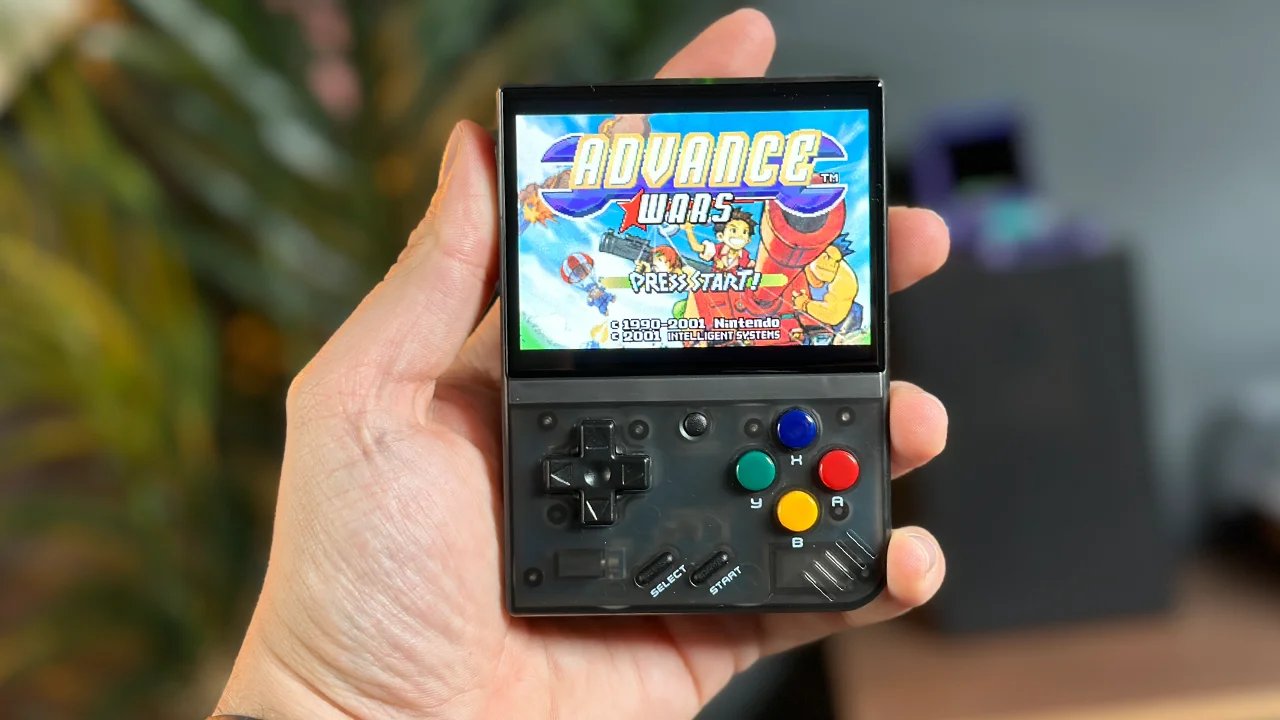 ADVANCE TM
WARS
PRESS START!
© 1990-2001 Nintendo
© 2001 INTELLIGENT SYSTEMS
X
Y
A
B
SELECT
START